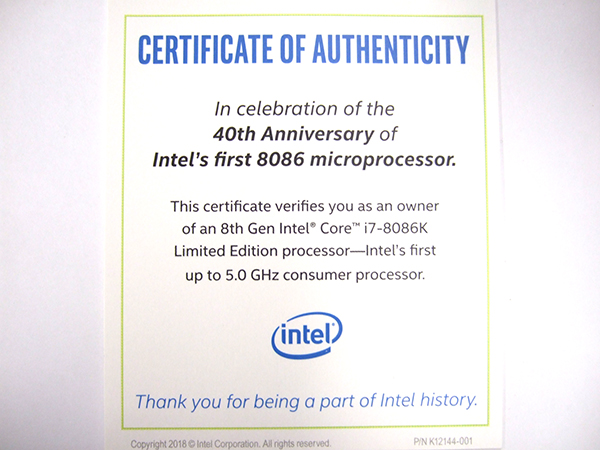 CERTIFICATE OF AUTHENTICITY
In celebration of the
40th Anniversary of
Intel's first 8086 microprocessor.
This certificate verifies you as an owner
of an 8th Gen Intel® Core™ i7-8086K
Limited Edition processor—Intel's first
up to 5.0 GHz consumer processor.
intel®
Thank you for being a part of Intel history.
Copyright 2018 © Intel Corporation. All rights reserved. P/N K12144-001